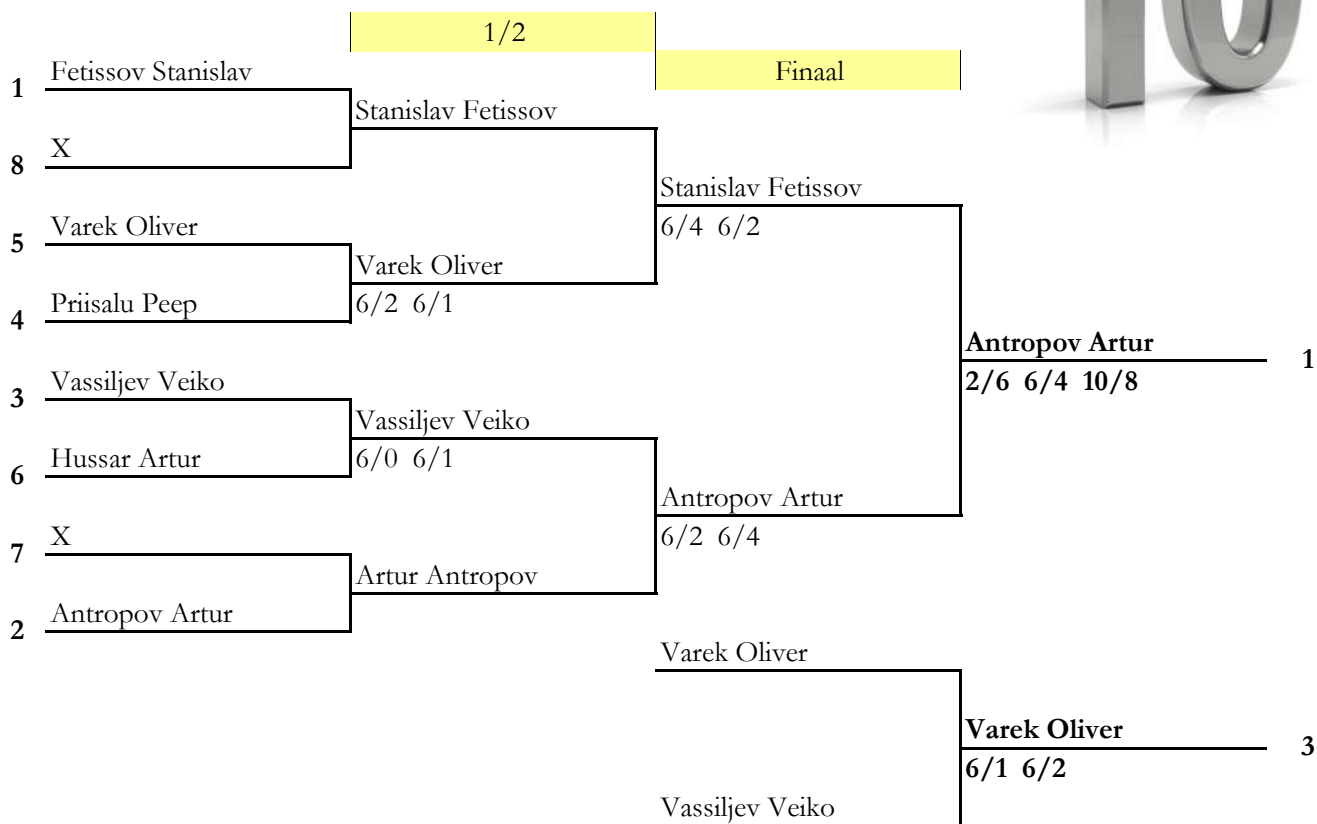 10
1/2
Finaal
1 Fetissov Stanislav
Stanislav Fetissov
8 X
Stanislav Fetissov
6/4 6/2
5 Varek Oliver
Varek Oliver
6/2 6/1
4 Priisalu Peep
Antropov Artur 1
2/6 6/4 10/8
3 Vassiljev Veiko
Vassiljev Veiko
6/0 6/1
6 Hussar Artur
Antropov Artur
6/2 6/4
7 X
Artur Antropov
2 Antropov Artur
Varek Oliver
Varek Oliver 3
6/1 6/2
Vassiljev Veiko